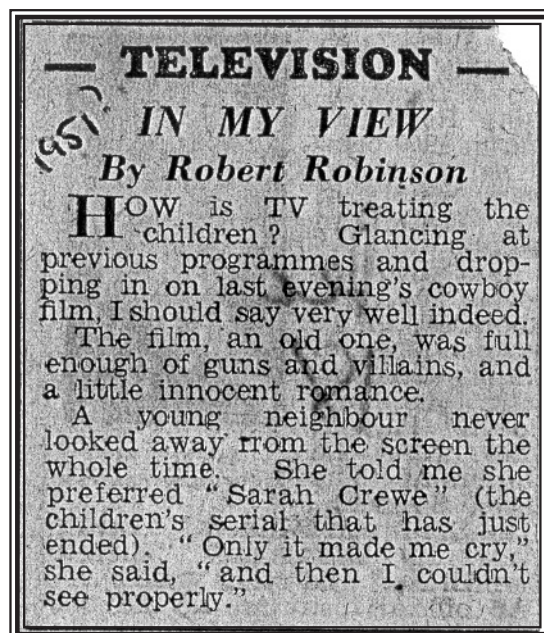 — TELEVISION —
1951?
IN MY VIEW
By Robert Robinson
HOW is TV treating the
children? Glancing at
previous programmes and drop-
ping in on last evening's cowboy
film, I should say very well indeed.
The film, an old one, was full
enough of guns and villains, and
a little innocent romance.
A young neighbour never
looked away rrom the screen the
whole time. She told me she
preferred "Sarah Crewe" (the
children's serial that has just
ended). "Only it made me cry,"
she said, "and then I couldn't
see properly."